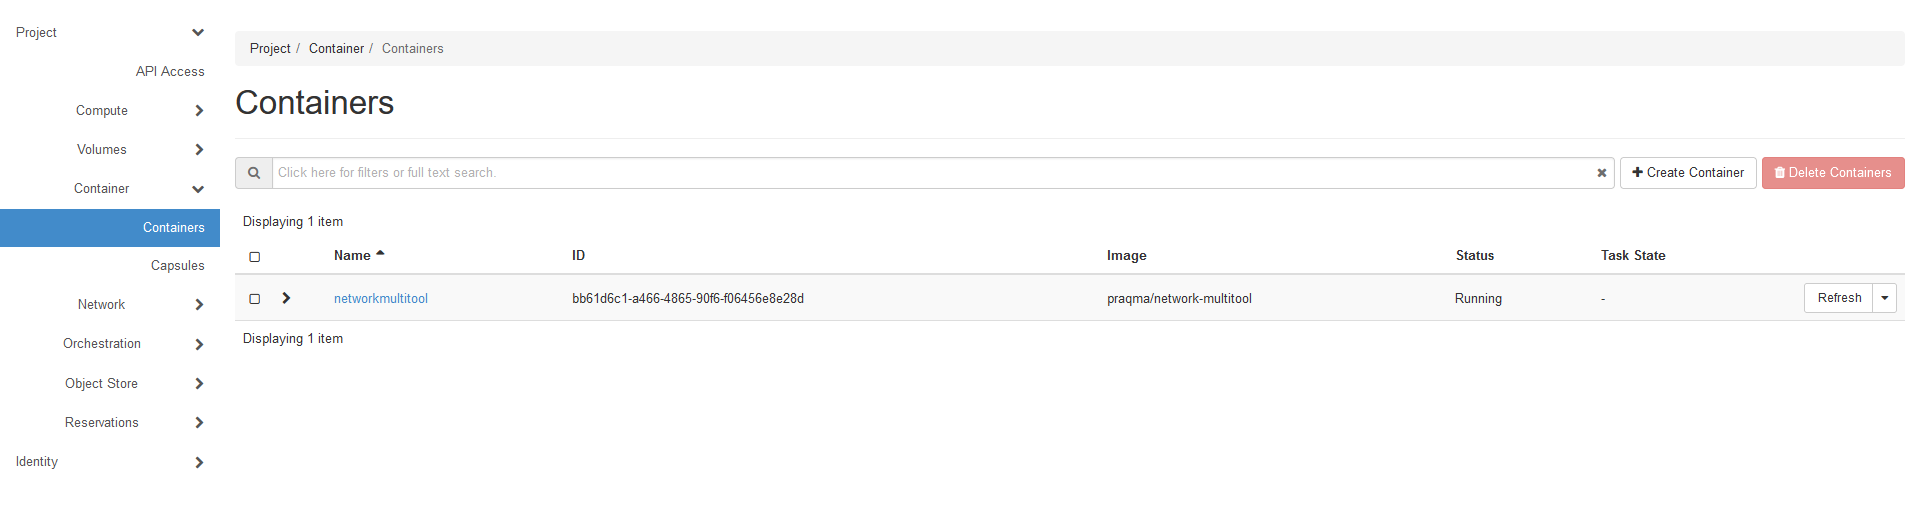 Project
API Access
Compute
Volumes
Container
Containers
Capsules
Network
Orchestration
Object Store
Reservations
Identity
Project / Container / Containers
Containers
Click here for filters or full text search.
Create Container
Delete Containers
Displaying 1 item
Name ID Image Status Task State
networkmultitool bb61d6c1-a466-4865-90f6-f06456e8e28d praqma/network-multitool Running - Refresh
Displaying 1 item